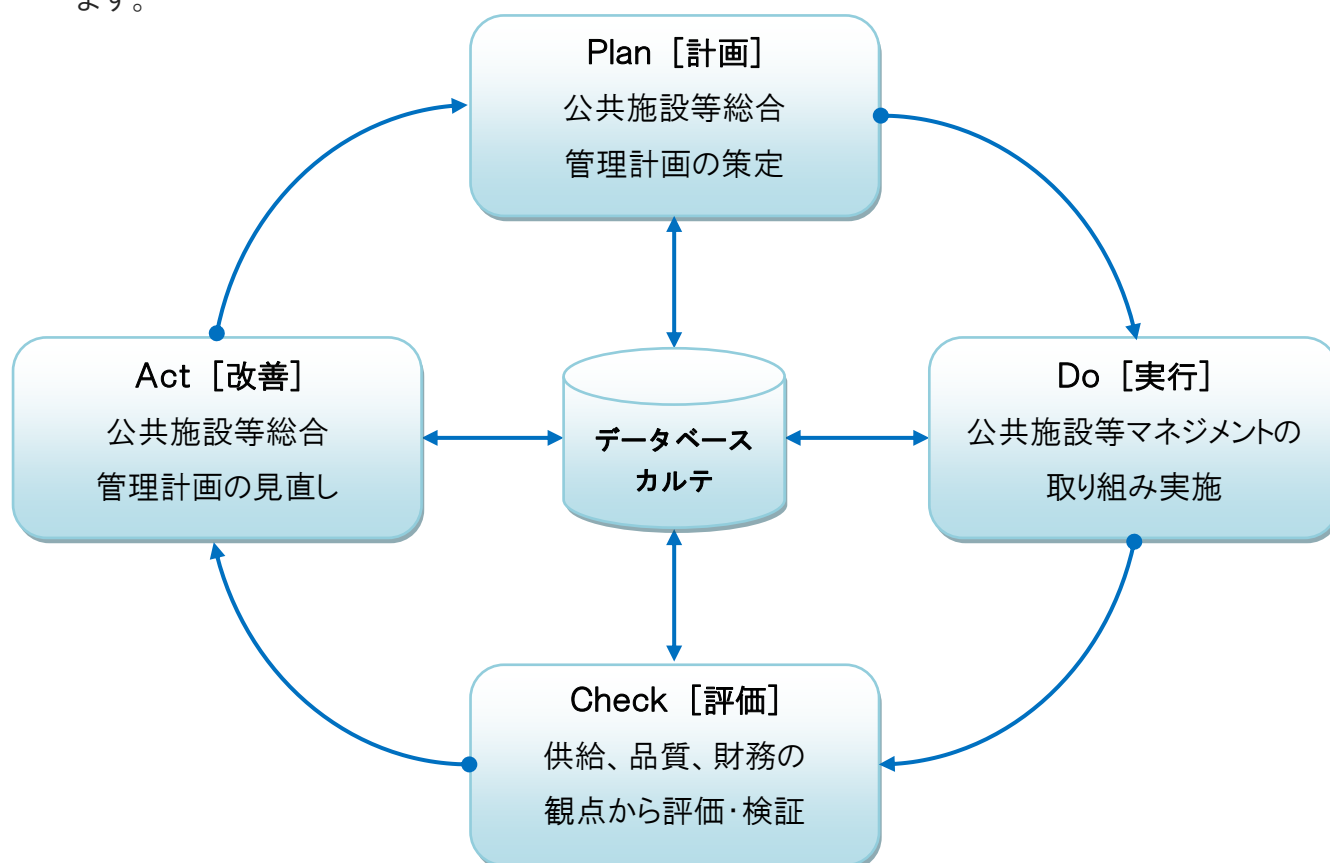 ます。
Plan [計画]
公共施設等総合
管理計画の策定
Act [改善]
公共施設等総合
管理計画の見直し
データベース
カルテ
Do [実行]
公共施設等マネジメントの
取り組み実施
Check [評価]
供給、品質、財務の
観点から評価・検証